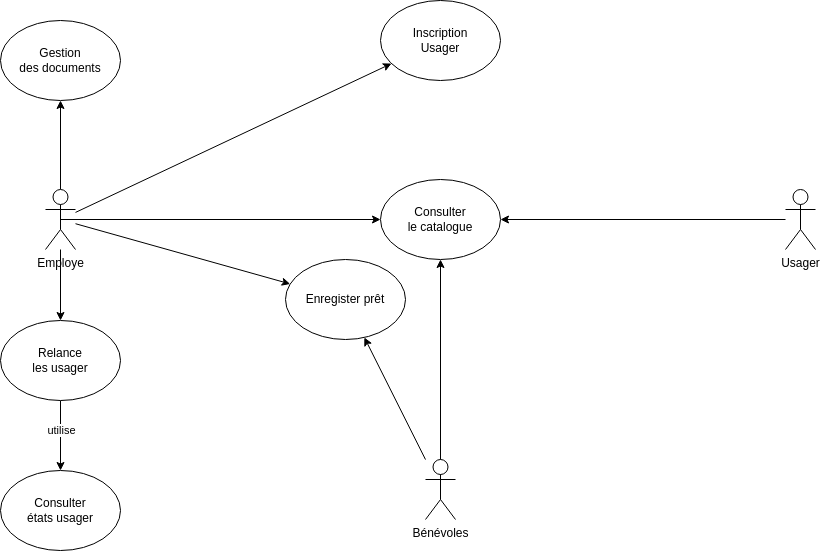 Inscription
Usager
Gestion
des documents
Consulter
le catalogue
Employe
Usager
Enregister prêt
Relance
les usager
utilise
Consulter
états usager
Bénévoles